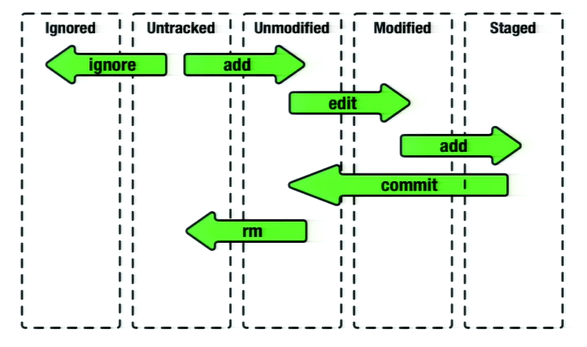 Ignored Untracked Unmodified Modified Staged
ignore add
edit
add
commit
rm